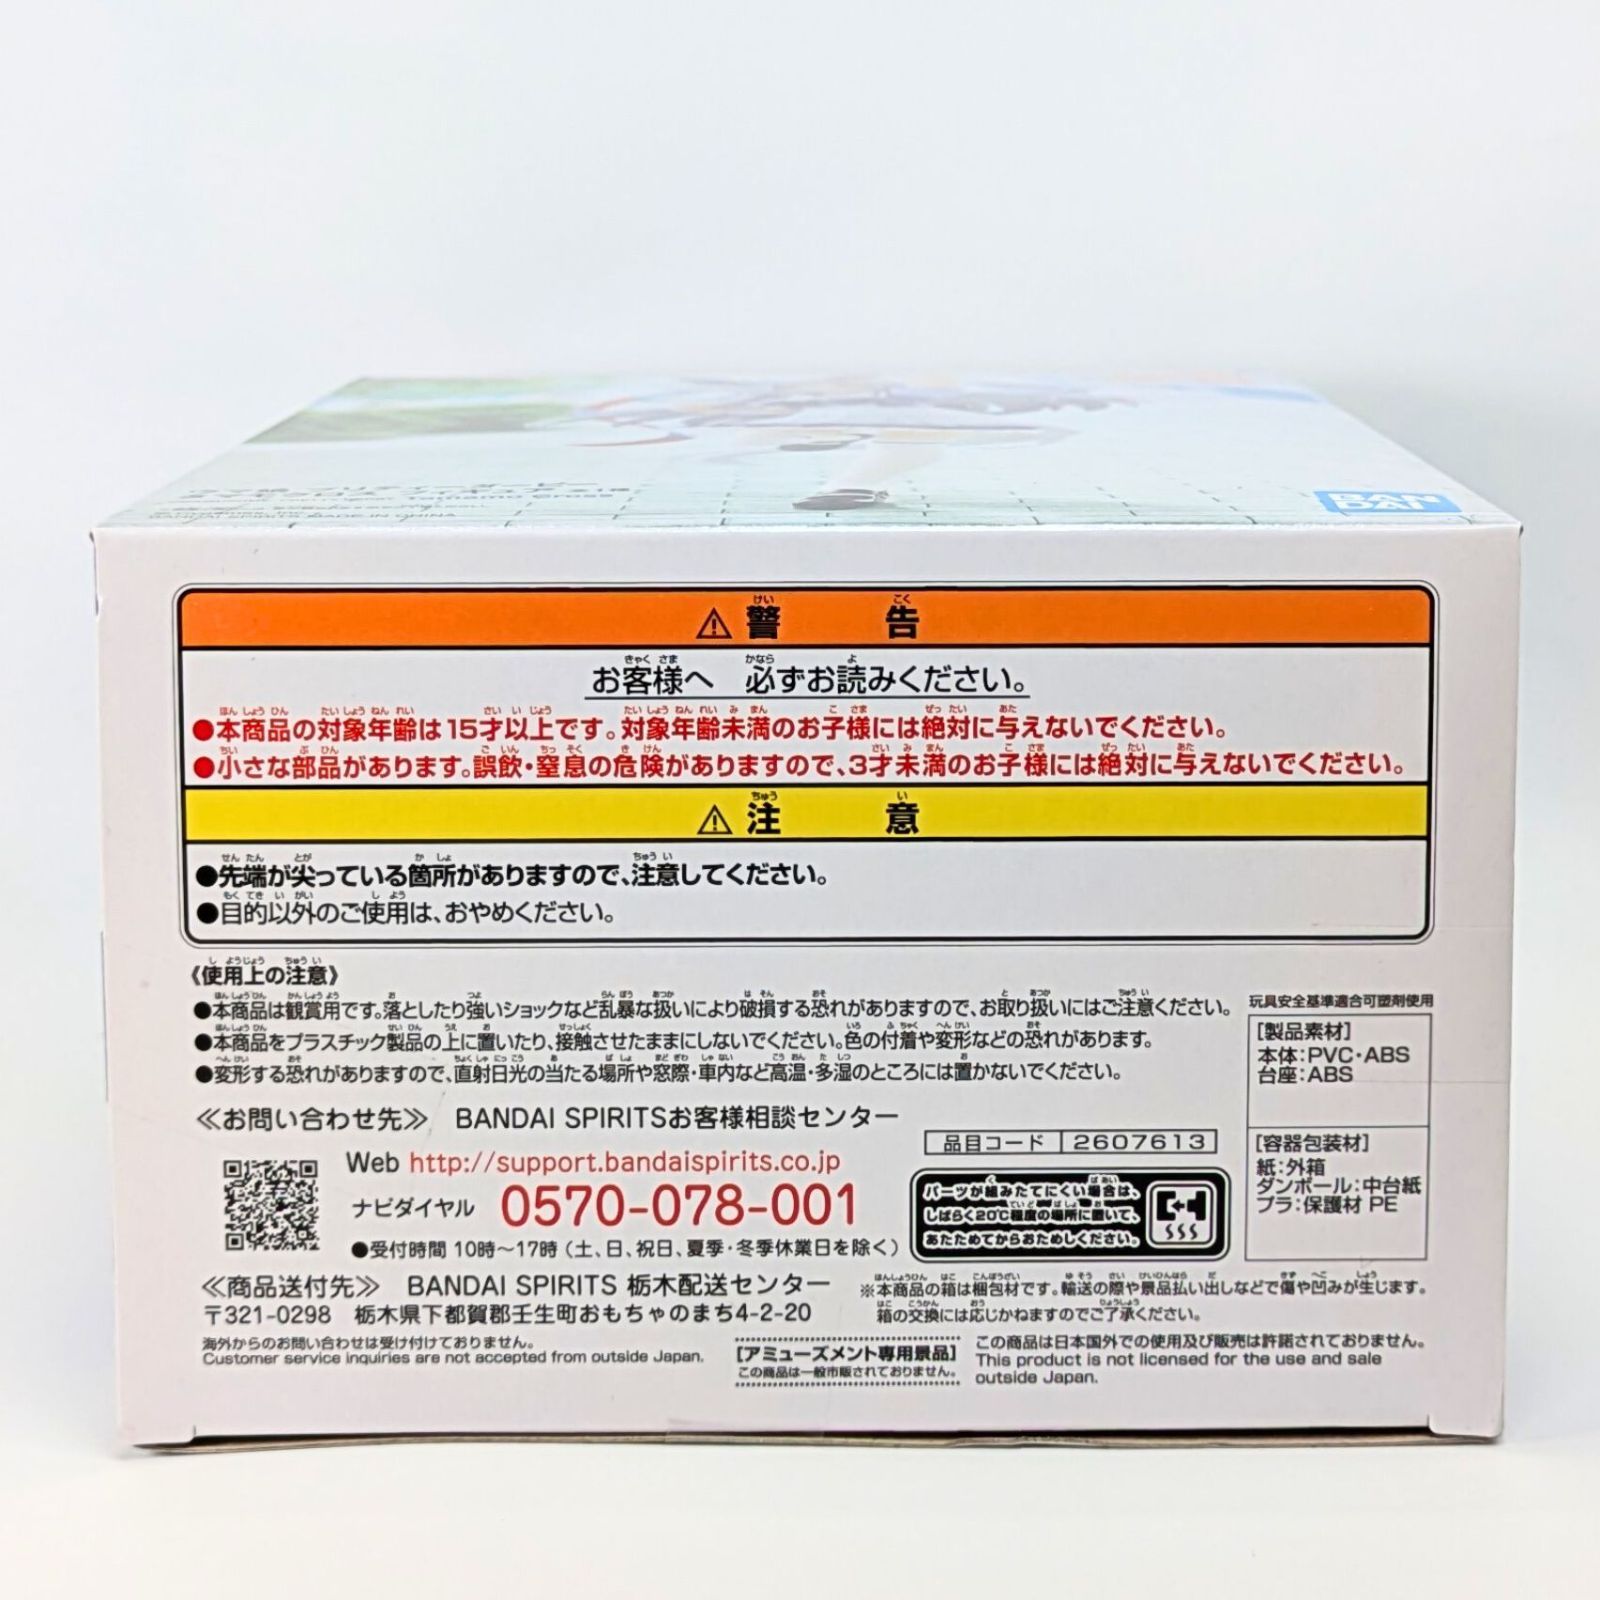 Tamamo Cross
BANDAI SPIRITS MADE IN CHINA
BAN
DAI
⚠警告
お客様へ 必ずお読みください。
●本商品の対象年齢は15才以上です。対象年齢未満のお子様には絶対に与えないでください。
●小さな部品があります。誤飲・窒息の危険がありますので、3才未満のお子様には絶対に与えないでください。
⚠注意
●先端が尖っている箇所がありますので、注意してください。
●目的以外のご使用は、おやめください。
《使用上の注意》
●本商品は観賞用です。落としたり強いショックなど乱暴な扱いにより破損する恐れがありますので、お取り扱いにはご注意ください。
●本商品をプラスチック製品の上に置いたり、接触させたままにしないでください。色の付着や変形などの恐れがあります。
●変形する恐れがありますので、直射日光の当たる場所や窓際・車内など高温・多湿のところには置かないでください。
玩具安全基準適合可塑剤使用
[製品素材]
本体:PVC・ABS
台座:ABS
[容器包装材]
紙:外箱
ダンボール:中台紙
プラ:保護材 PE
≪お問い合わせ先≫ BANDAI SPIRITSお客様相談センター
Web http://support.bandaispirits.co.jp
ナビダイヤル 0570-078-001
●受付時間 10時～17時(土、日、祝日、夏季・冬季休業日を除く)
品目コード 2607613
パーツが組みたてにくい場合は、
しばらく20℃程度の場所に置いて、
あたためてからおためしください。
≪商品送付先≫ BANDAI SPIRITS 栃木配送センター
〒321-0298 栃木県下都賀郡壬生町おもちゃのまち4-2-20
※本商品の箱は梱包材です。輸送の際や景品払い出しなどで傷や凹みが生じます。
箱の交換には応じかねますのでご了承ください。
海外からのお問い合わせは受け付けておりません。
Customer service inquiries are not accepted from outside Japan.
[アミューズメント専用景品]
この商品は一般市販されておりません。
この商品は日本国外での使用及び販売は許諾されておりません。
This product is not licensed for the use and sale
outside Japan.